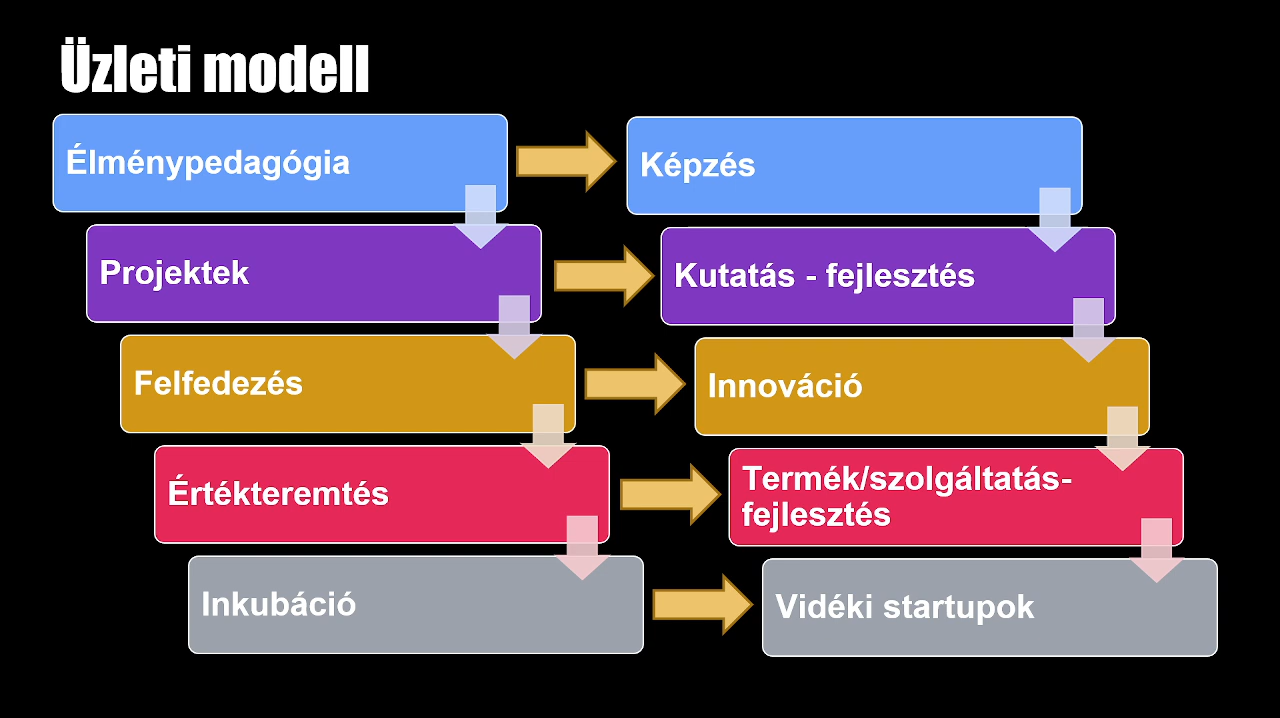 Üzleti modell
Élménypedagógia
Képzés
Projektek
Kutatás - fejlesztés
Felfedezés
Innováció
Értékteremtés
Termék/szolgáltatás-
fejlesztés
Inkubáció
Vidéki startupok